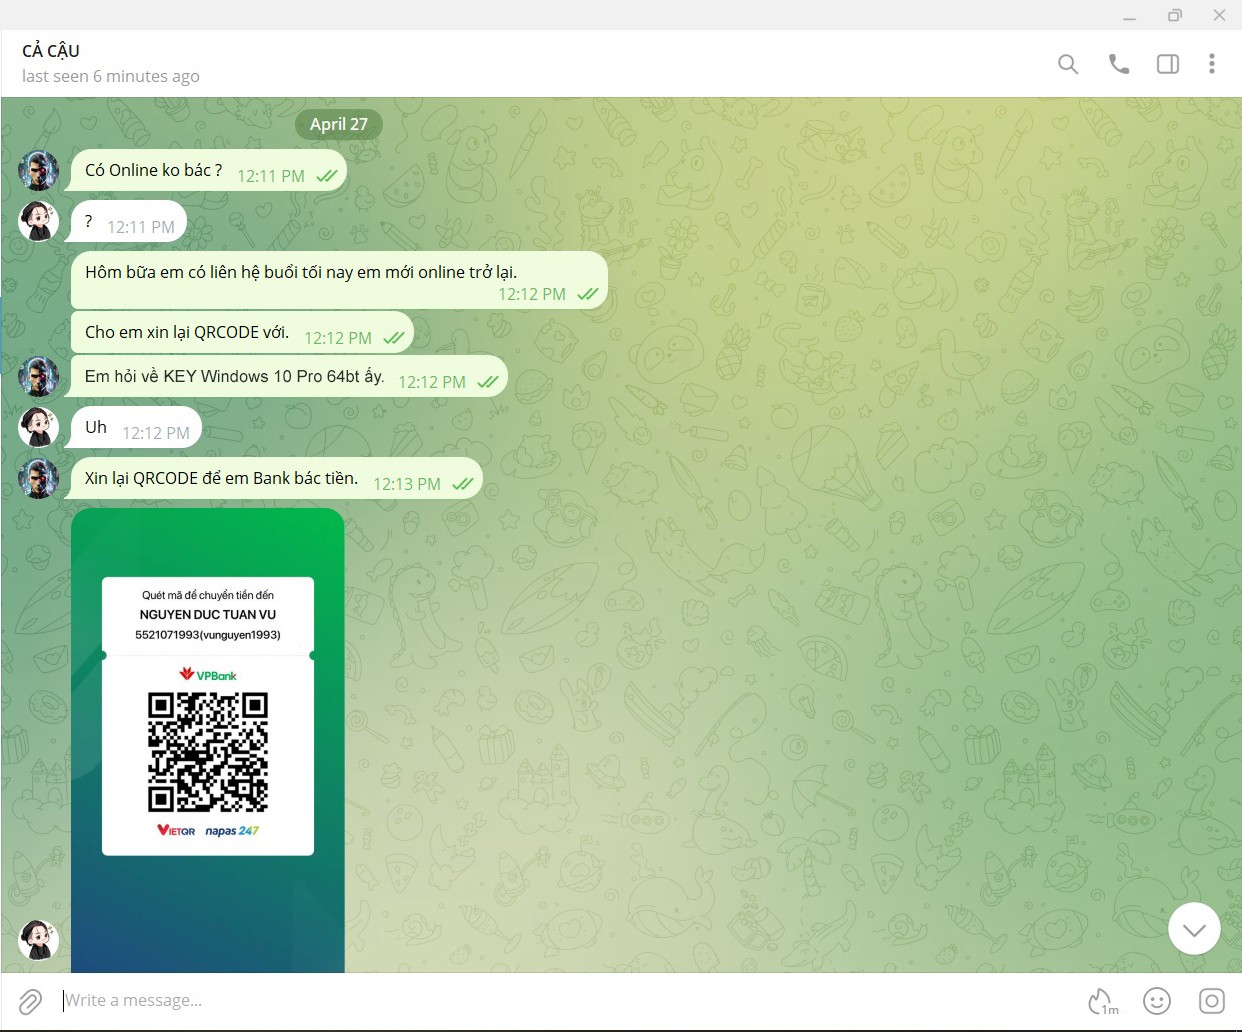 CẢ CẬU
last seen 6 minutes ago
April 27
Có Online ko bác ? 12:11 PM
? 12:11 PM
Hôm bữa em có liên hệ buổi tối nay em mới online trở lại.
12:12 PM
Cho em xin lại QRCODE với. 12:12 PM
Em hỏi về KEY Windows 10 Pro 64bt ấy. 12:12 PM
Uh 12:12 PM
Xin lại QRCODE để em Bank bác tiền. 12:13 PM
Quét mã để chuyển tiền đến
NGUYEN DUC TUAN VU
5521071993(vunguyen1993)
VPBank
VIETQR napas 247
Write a message...
1m